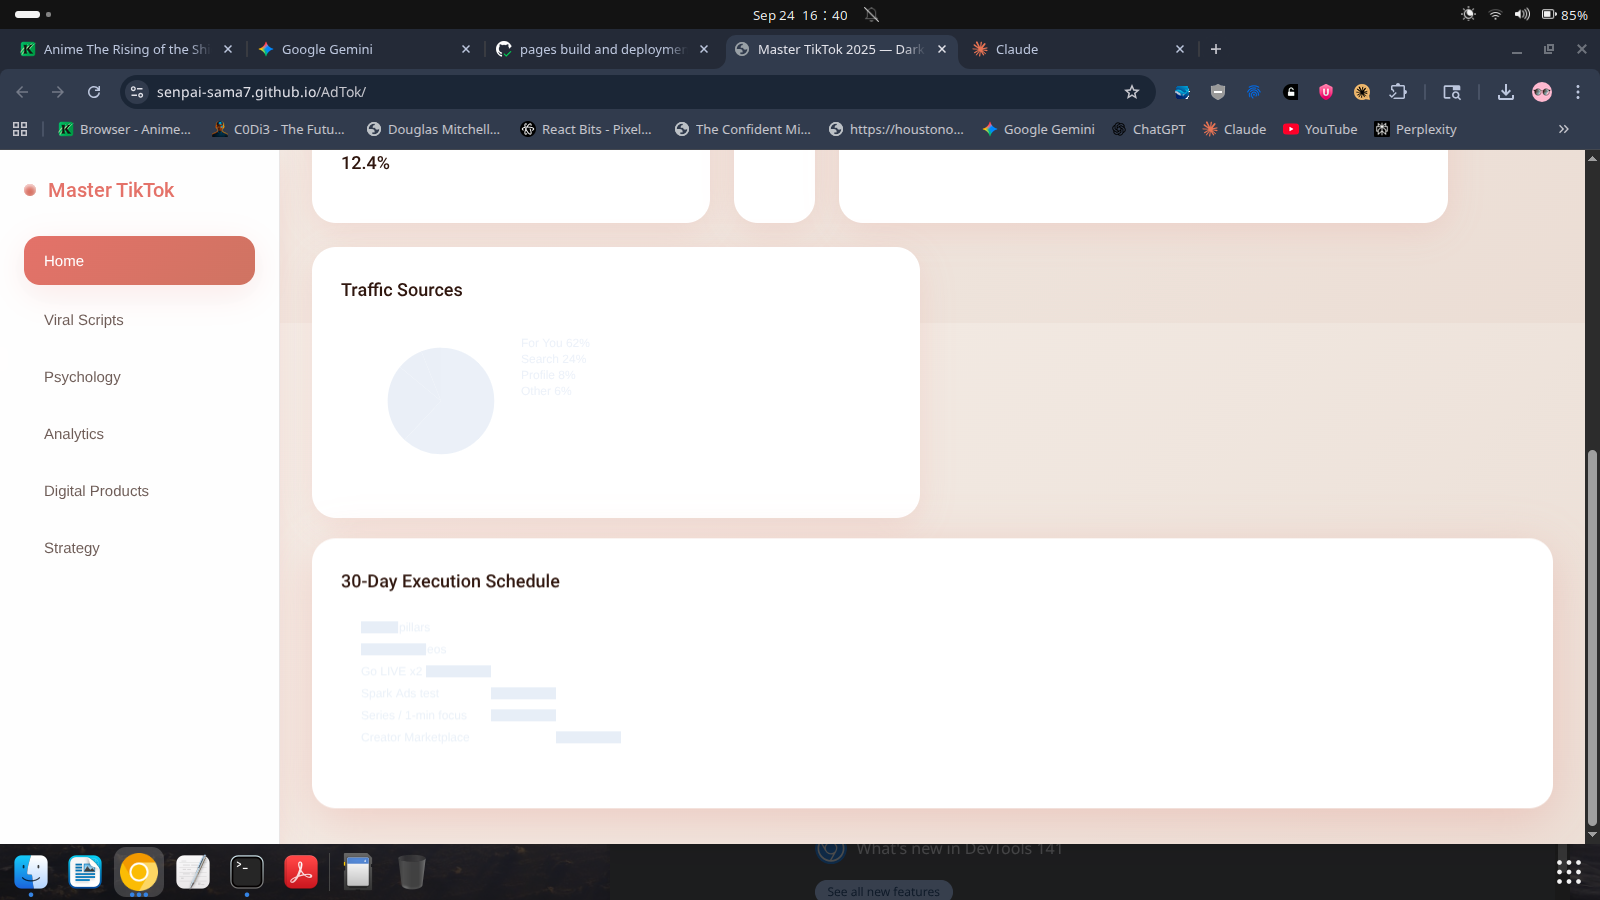 Sep 24 16 : 40
85%
Anime The Rising of the Shi
Google Gemini
pages build and deploymen
Master TikTok 2025 — Dark
Claude
senpai-sama7.github.io/AdTok/
Browser - Anime...
C0Di3 - The Futu...
Douglas Mitchell...
React Bits - Pixel...
The Confident Mi...
https://houstono...
Google Gemini
ChatGPT
Claude
YouTube
Perplexity
Master TikTok
Home
Viral Scripts
Psychology
Analytics
Digital Products
Strategy
12.4%
Traffic Sources
For You 62%
Search 24%
Profile 8%
Other 6%
30-Day Execution Schedule
pillars
eos
Go LIVE x2
Spark Ads test
Series / 1-min focus
Creator Marketplace
What's new in DevTools 141
See all new features